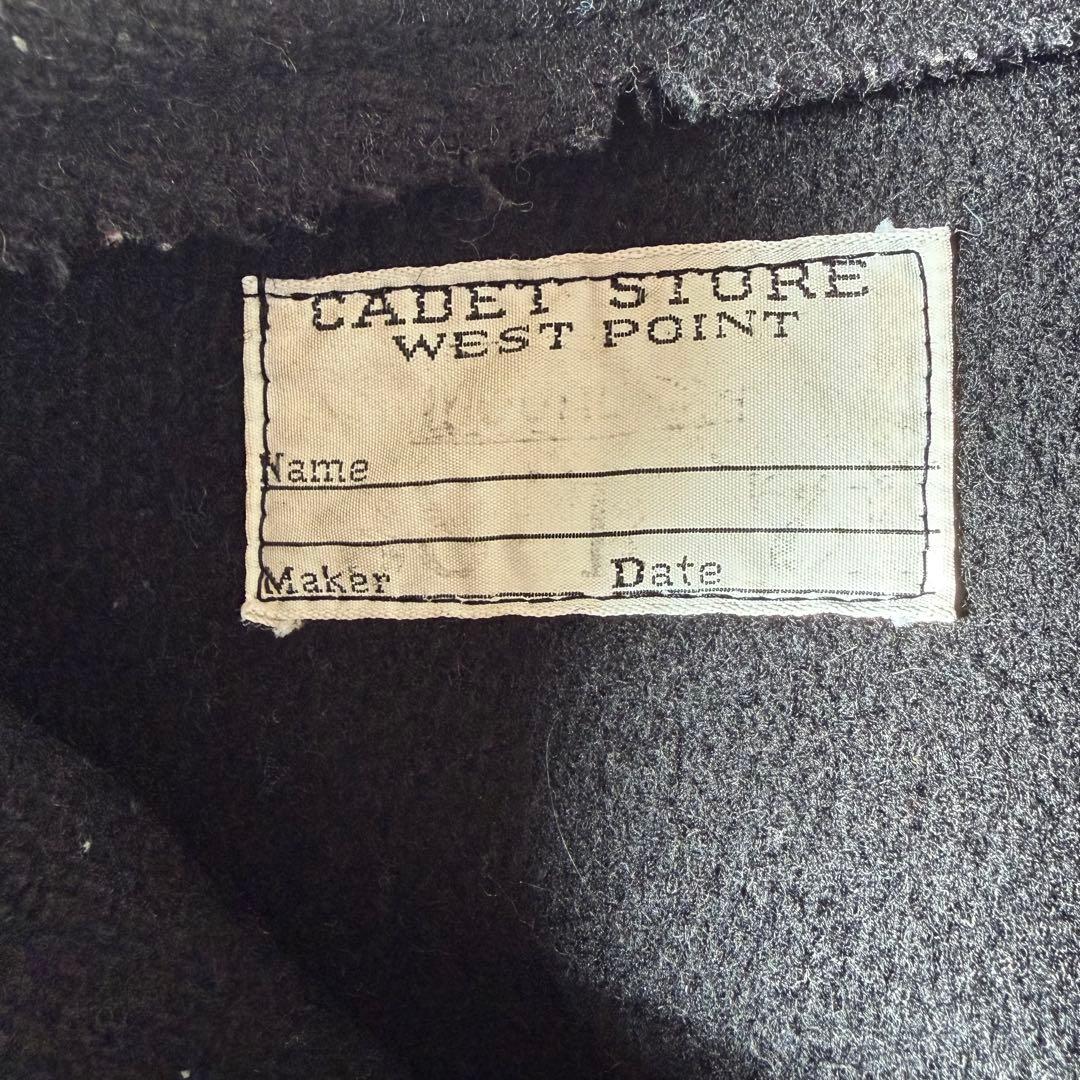 CADET STORE
WEST POINT
Name
Maker Date